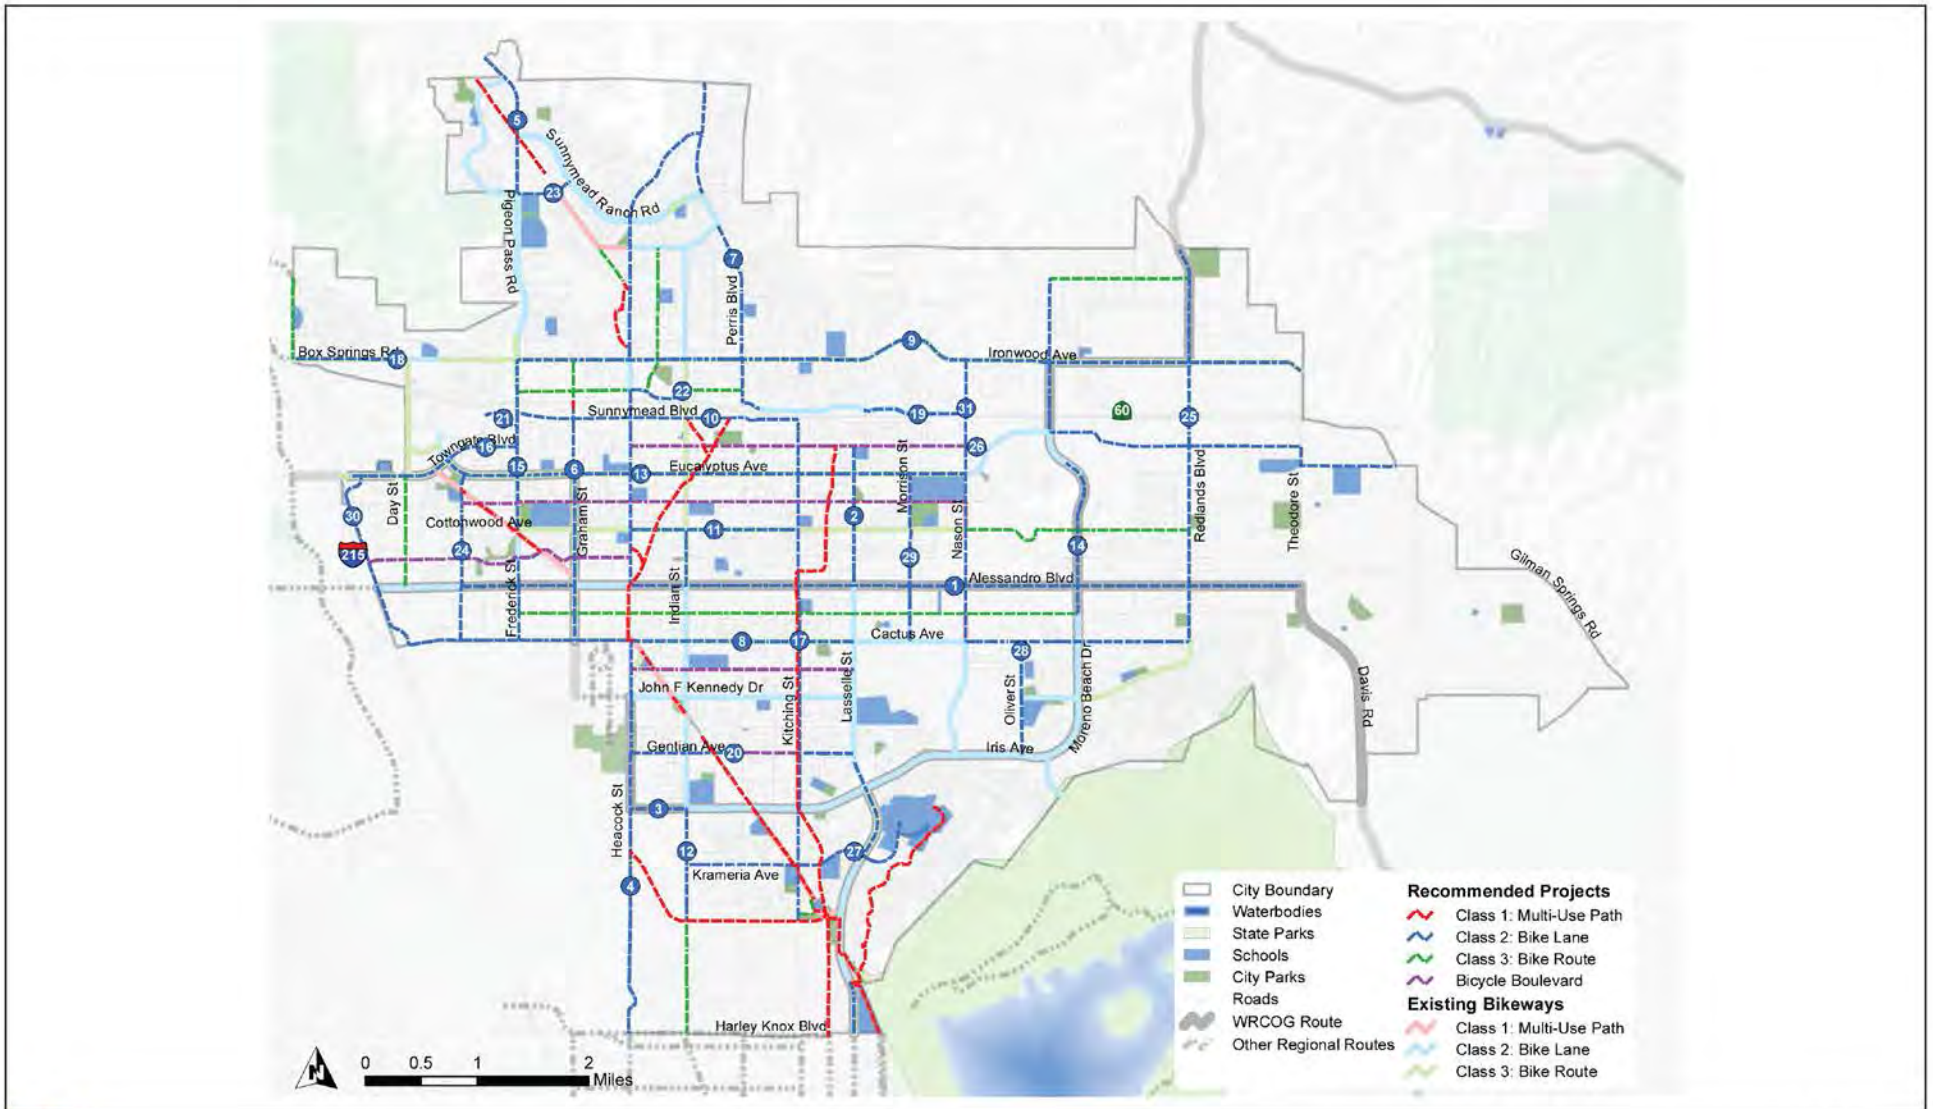 5
Sunnymead Ranch Rd
23
Pigeon Pass Rd
7
Perris Blvd
Box Springs Rd
18
9
Ironwood Ave
22
21
Sunnymead Blvd
10
19
31
60
25
Towngate Blvd
16
15
6
13
Eucalyptus Ave
Morrison St
26
Redlands Blvd
Theodore St
30
Day St
Cottonwood Ave
Graham St
11
2
Nason St
215
24
29
14
Gilman Springs Rd
Frederick St
Indian St
1
Alessandro Blvd
8
17
Cactus Ave
28
John F Kennedy Dr
Kitching St
Lasselle St
Oliver St
Moreno Beach Dr
Davis Rd
Gentian Ave
20
Iris Ave
Heacock St
3
12
27
Krameria Ave
4
Harley Knox Blvd
N
0 0.5 1 2
Miles
City Boundary
Waterbodies
State Parks
Schools
City Parks
Roads
WRCOG Route
Other Regional Routes
Recommended Projects
Class 1: Multi-Use Path
Class 2: Bike Lane
Class 3: Bike Route
Bicycle Boulevard
Existing Bikeways
Class 1: Multi-Use Path
Class 2: Bike Lane
Class 3: Bike Route